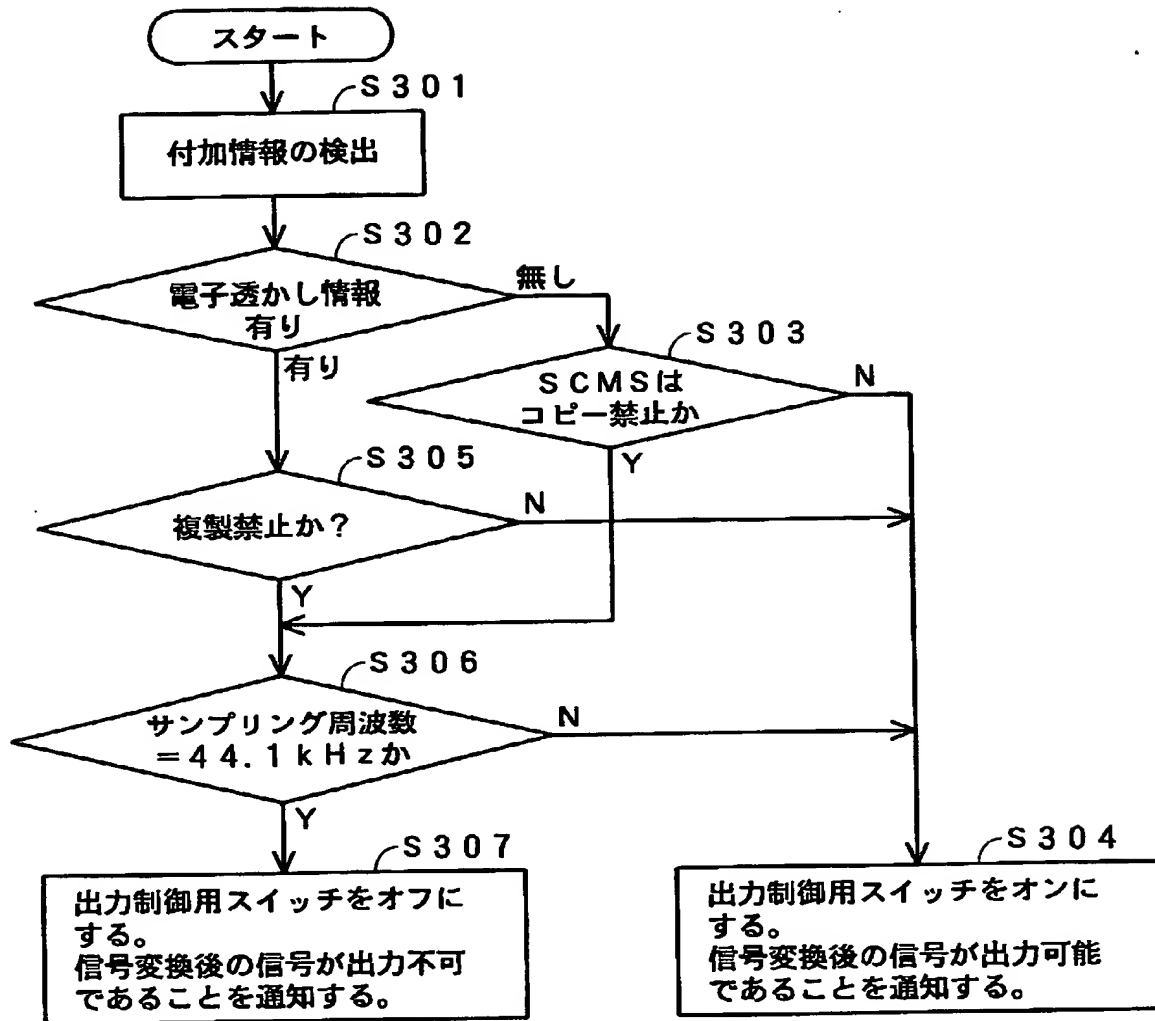 スタート
S301
付加情報の検出
S302
電子透かし情報
有り
無し
有り
S303
SCMSは
コピー禁止か
N
Y
S305
複製禁止か?
N
Y
S306
サンプリング周波数
=44.1kHzか
N
Y
S307
出力制御用スイッチをオフに
する。
信号変換後の信号が出力不可
であることを通知する。
S304
出力制御用スイッチをオンに
する。
信号変換後の信号が出力可能
であることを通知する。